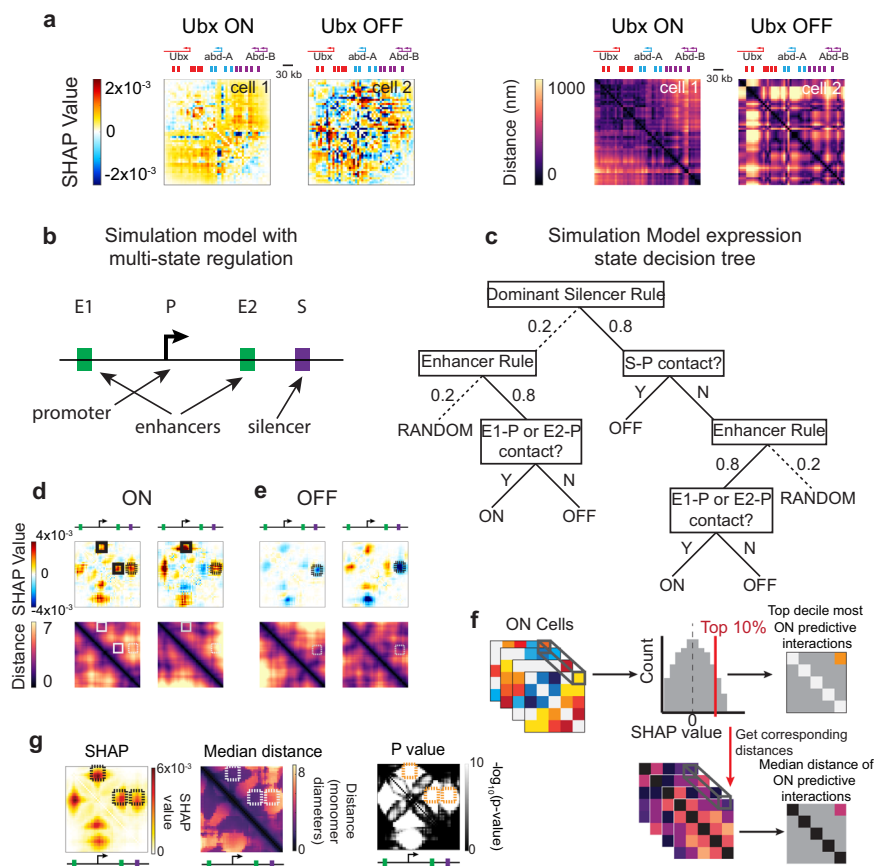 a
Ubx ON
Ubx OFF
Ubx
abd-A
Abd-B
30 kb
Ubx
abd-A
Abd-B
SHAP Value
2x10⁻³
0
-2x10⁻³
cell 1
cell 2
Ubx ON
Ubx OFF
Ubx
abd-A
Abd-B
30 kb
Ubx
abd-A
Abd-B
Distance (nm)
1000
0
cell 1
cell 2
b
Simulation model with
multi-state regulation
E1
P
E2
S
promoter
enhancers
silencer
c
Simulation Model expression
state decision tree
Dominant Silencer Rule
0.2
0.8
Enhancer Rule
S-P contact?
0.2
0.8
Y
N
RANDOM
OFF
E1-P or E2-P
contact?
Enhancer Rule
Y
N
0.8
0.2
ON
OFF
RANDOM
E1-P or E2-P
contact?
Y
N
ON
OFF
d
ON
SHAP Value
4x10⁻³
0
-4x10⁻³
Distance
7
0
e
OFF
f
ON Cells
Top 10%
Count
0
SHAP value
Top decile most
ON predictive
interactions
Get corresponding
distances
Median distance of
ON predictive
interactions
g
SHAP
6x10⁻³
0
SHAP
value
Median distance
8
0
Distance
(monomer
diameters)
P value
10
0
-log₁₀(p-value)